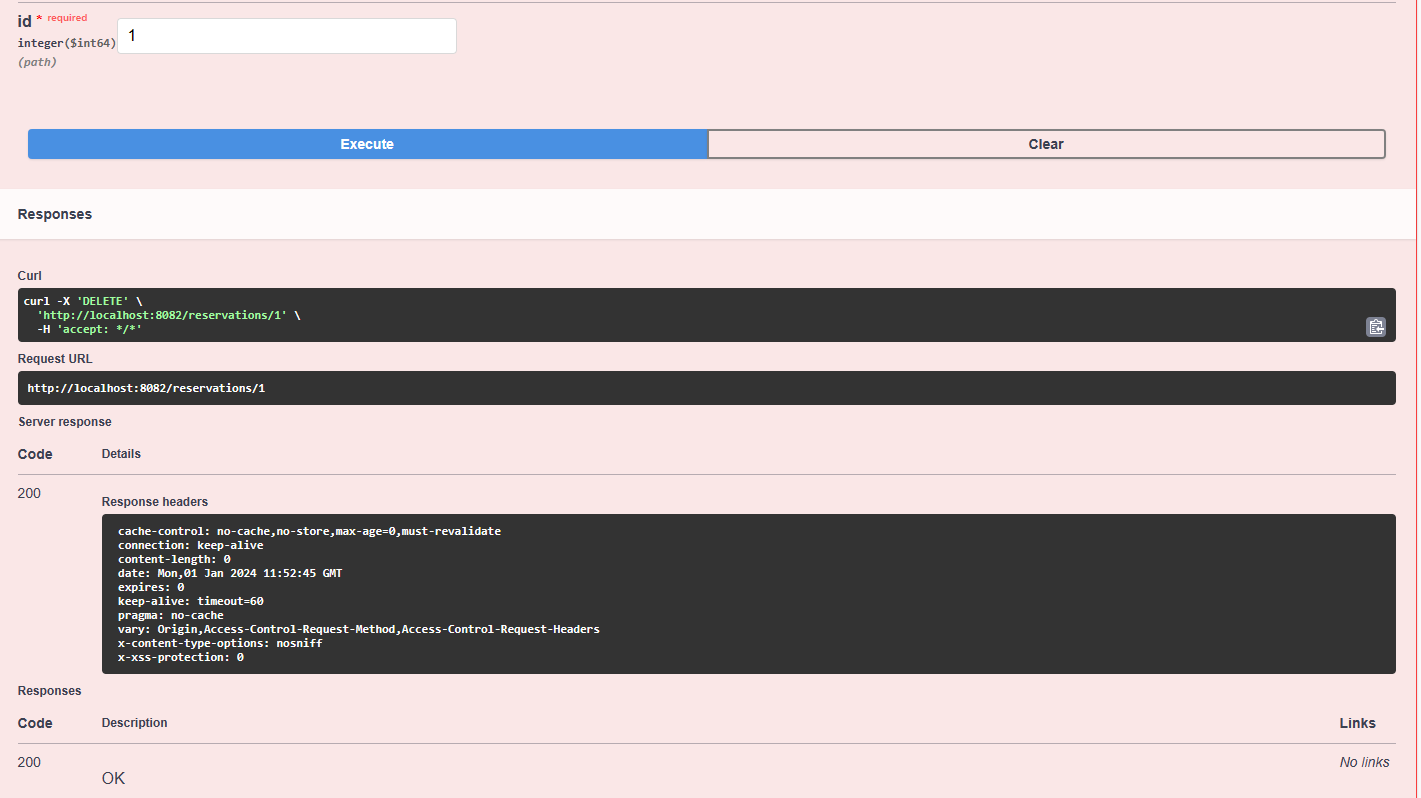 id * required
integer($int64)
1
(path)
Execute
Clear
Responses
Curl
curl -X 'DELETE' \
'http://localhost:8082/reservations/1' \
-H 'accept: */*'
Request URL
http://localhost:8082/reservations/1
Server response
Code Details
200
Response headers
cache-control: no-cache,no-store,max-age=0,must-revalidate
connection: keep-alive
content-length: 0
date: Mon,01 Jan 2024 11:52:45 GMT
expires: 0
keep-alive: timeout=60
pragma: no-cache
vary: Origin,Access-Control-Request-Method,Access-Control-Request-Headers
x-content-type-options: nosniff
x-xss-protection: 0
Responses
Code Description Links
200 No links
OK